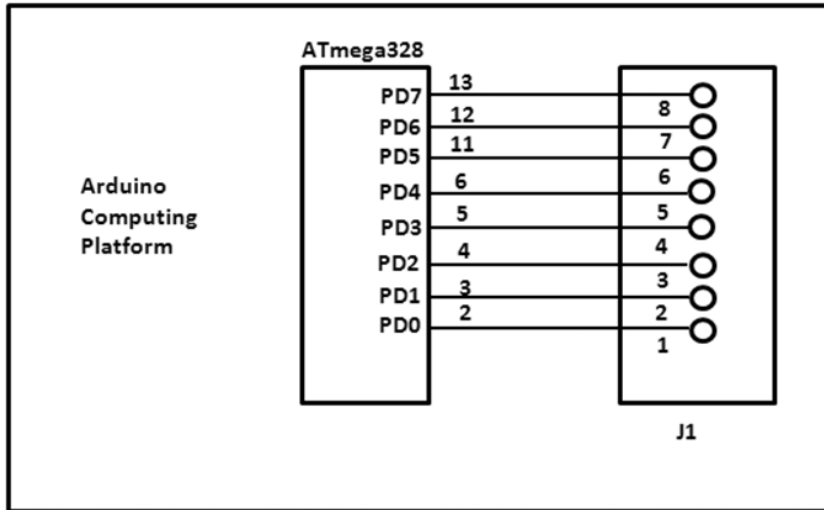 ATmega328
PD7 13
8
PD6 12
7
PD5 11
6
PD4 6
5
PD3 5
4
PD2 4
3
PD1 3
2
PD0 2
1
Arduino
Computing
Platform
J1